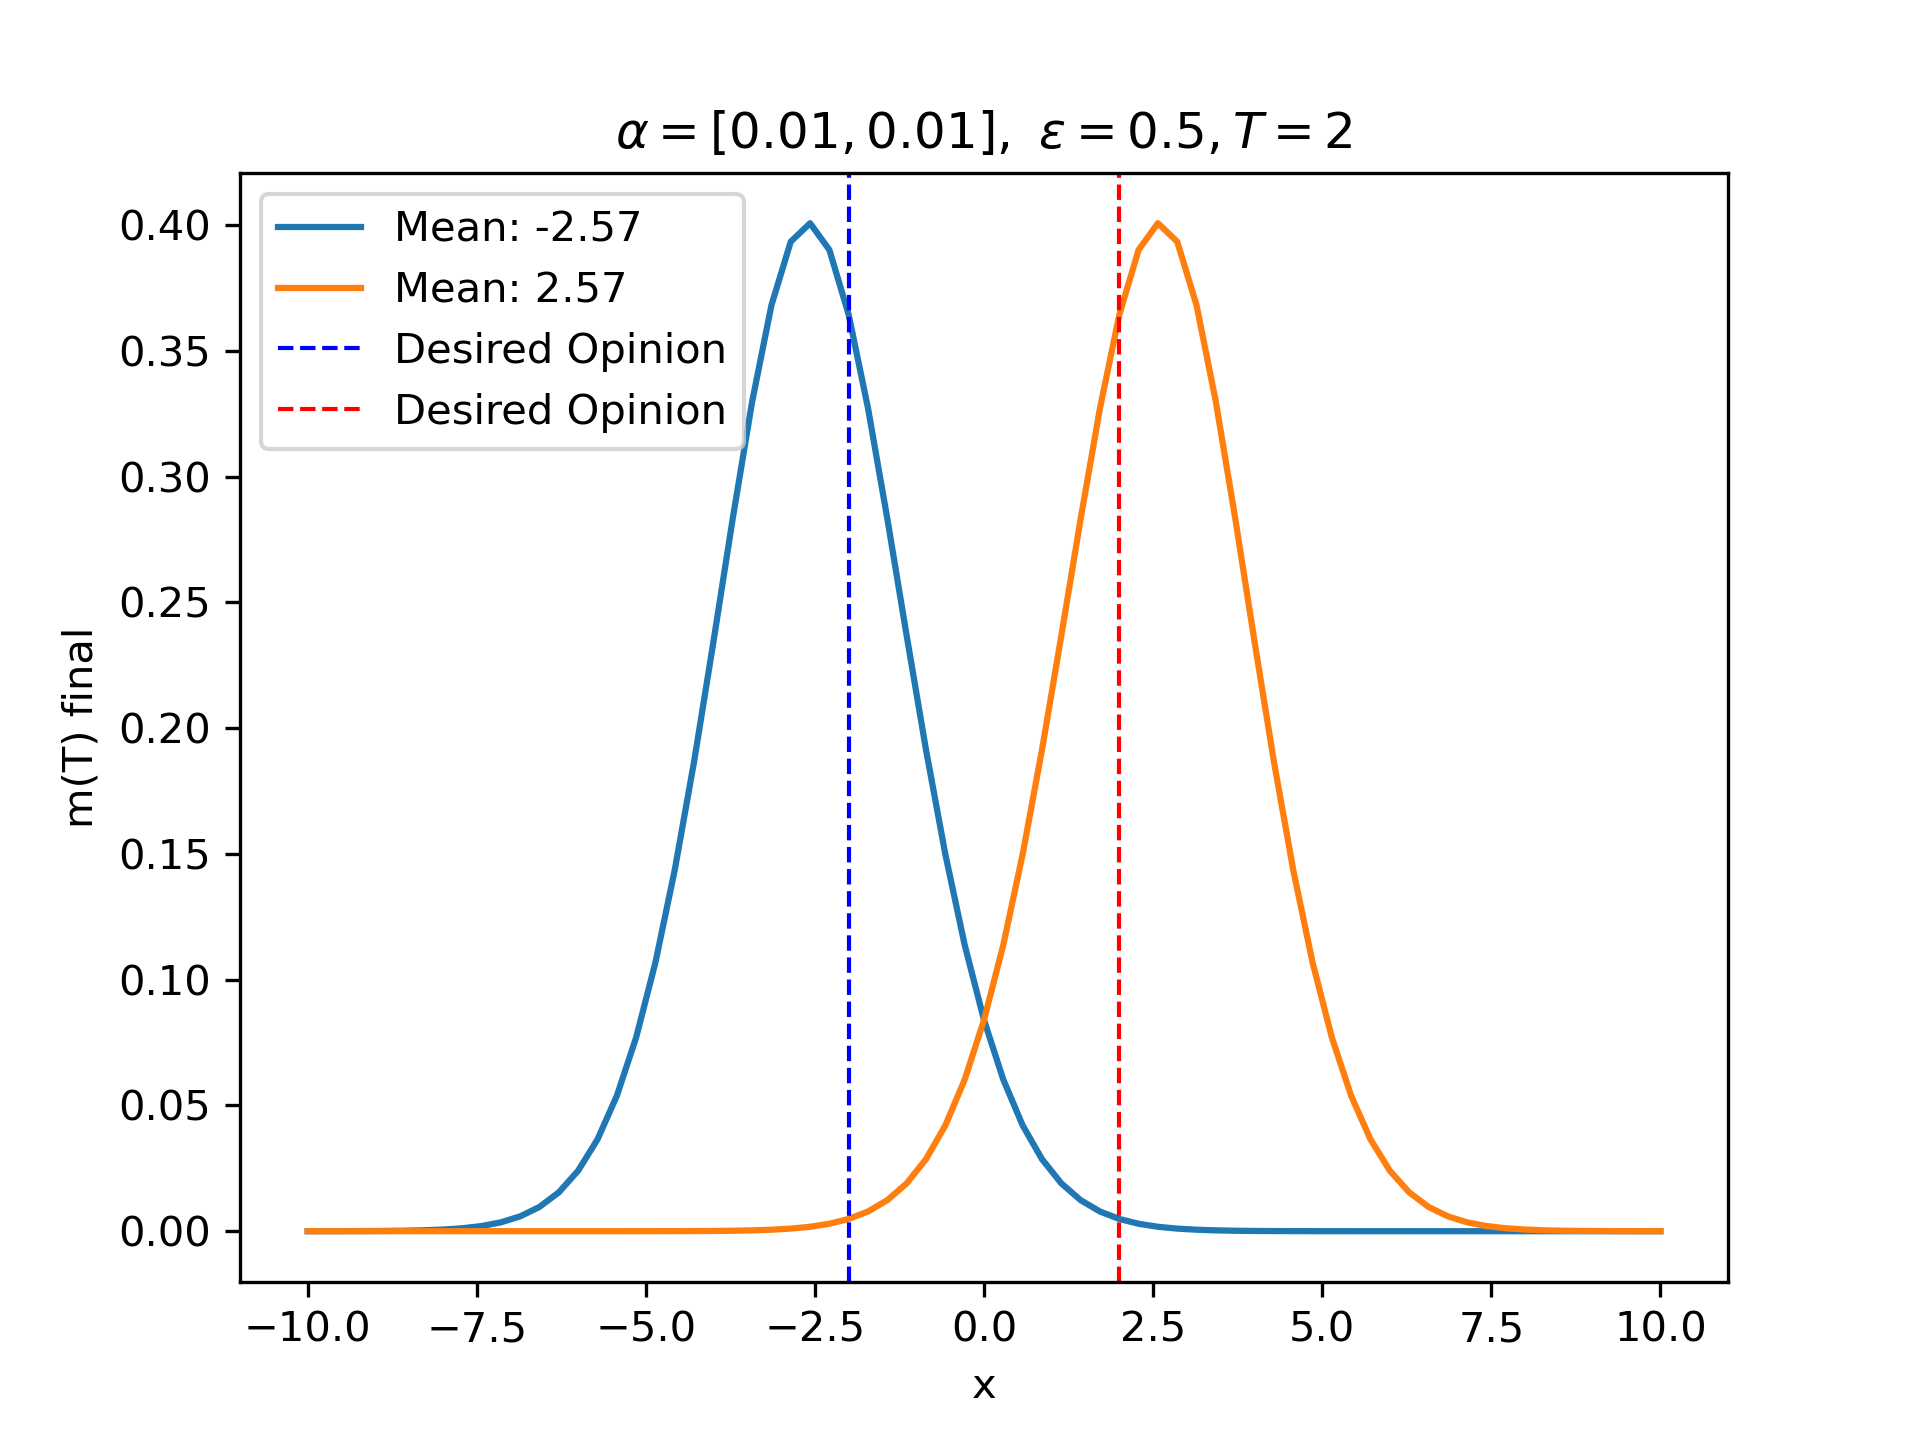 α = [0.01, 0.01], ε = 0.5, T = 2
Mean: -2.57
Mean: 2.57
Desired Opinion
Desired Opinion
0.40
0.35
0.30
0.25
0.20
0.15
0.10
0.05
0.00
m(T) final
−10.0 −7.5 −5.0 −2.5 0.0 2.5 5.0 7.5 10.0
x